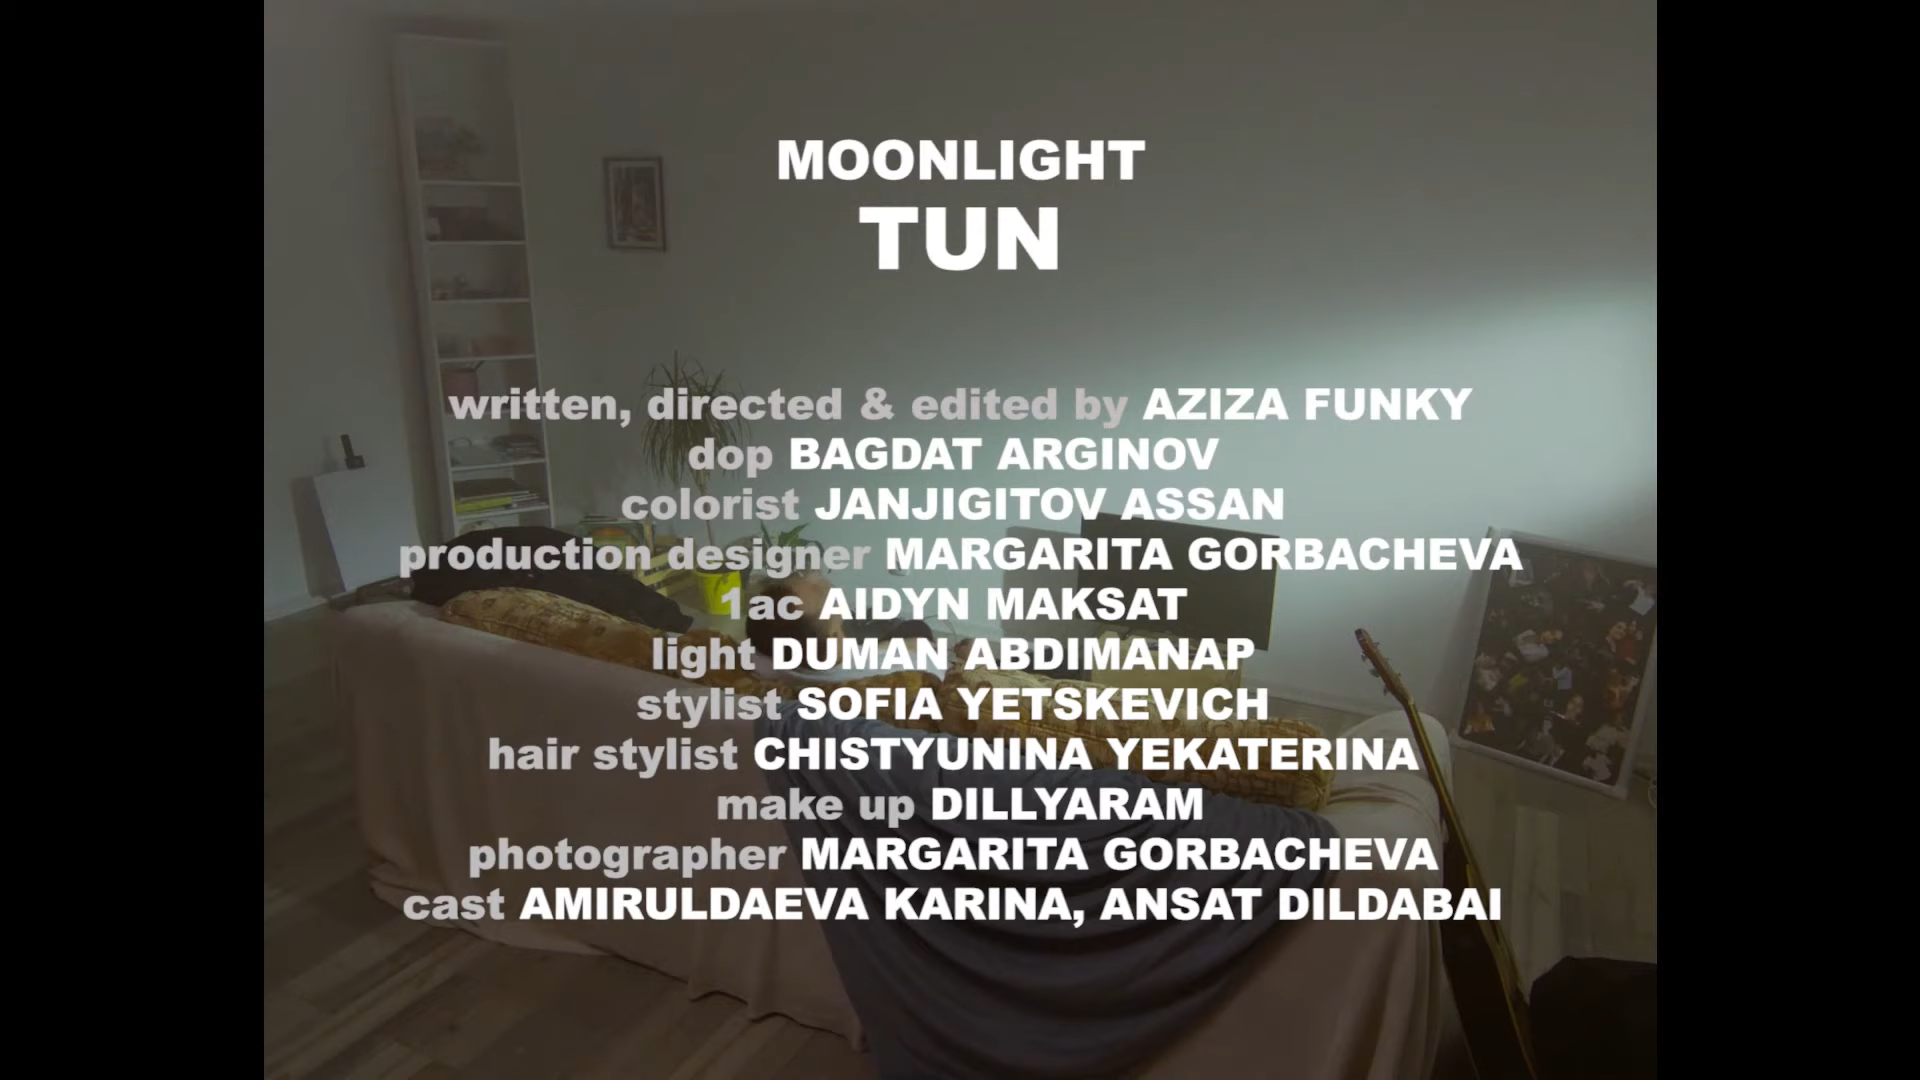 MOONLIGHT
TUN
written, directed & edited by AZIZA FUNKY
dop BAGDAT ARGINOV
colorist JANJIGITOV ASSAN
production designer MARGARITA GORBACHEVA
1ac AIDYN MAKSAT
light DUMAN ABDIMANAP
stylist SOFIA YETSKEVICH
hair stylist CHISTYUNINA YEKATERINA
make up DILLYARAM
photographer MARGARITA GORBACHEVA
cast AMIRULDAEVA KARINA, ANSAT DILDABAI